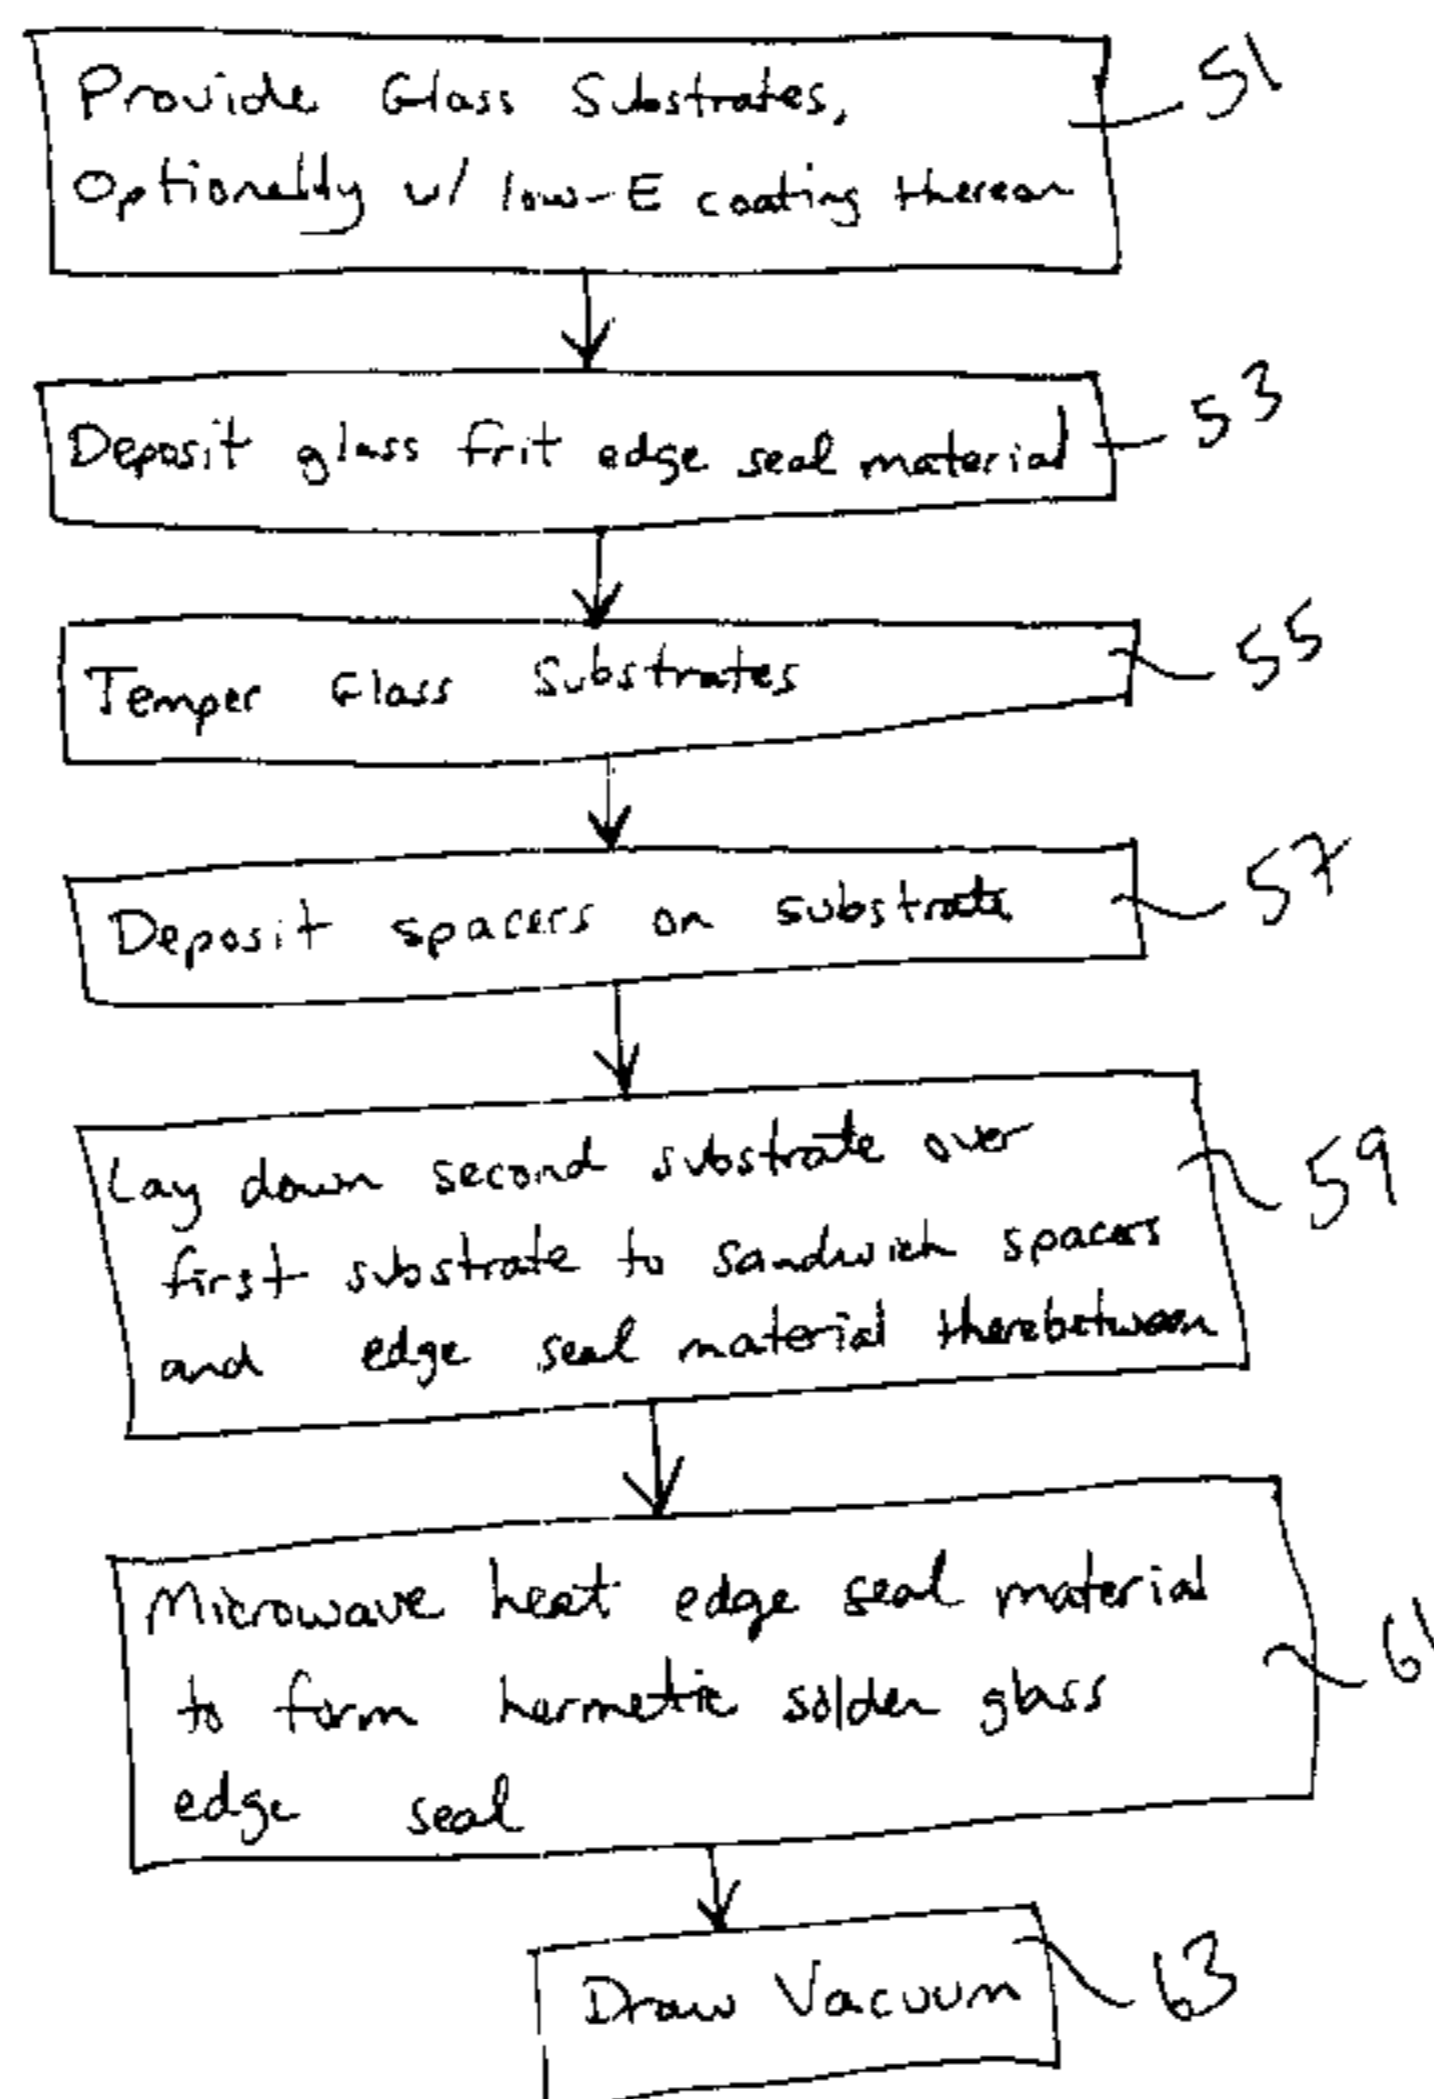 Provide Glass Substrates,
51
Optionally w/ low-E coating thereon
Deposit glass frit edge seal material
53
Temper Glass Substrates
55
Deposit spacers on substrate
57
Lay down second substrate over
59
first substrate to sandwich spacers
and edge seal material therebetween
Microwave heat edge seal material
61
to form hermetic solder glass
edge seal
Draw Vacuum
63